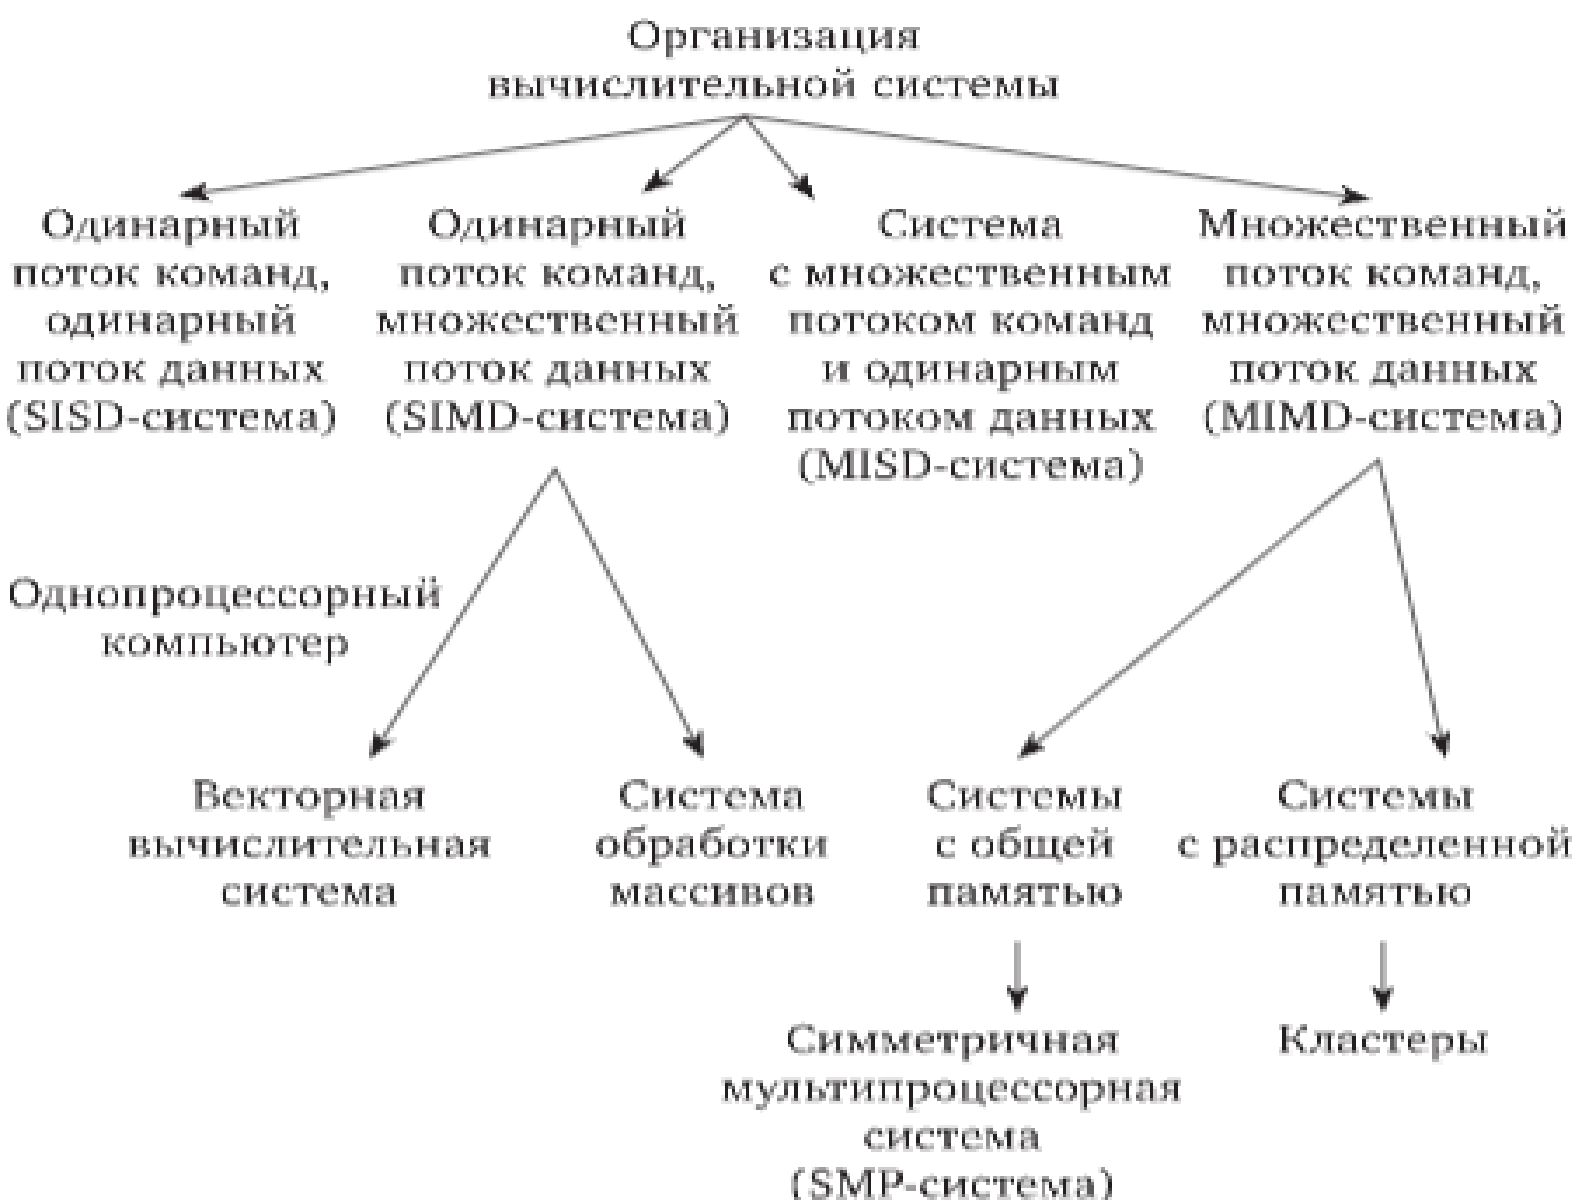 Организация
вычислительной системы
Одинарный
поток команд,
одинарный
поток данных
(SISD-система)
Одинарный
поток команд,
множественный
поток данных
(SIMD-система)
Система
с множественным
потоком команд
и одинарным
потоком данных
(MISD-система)
Множественный
поток команд,
множественный
поток данных
(MIMD-система)
Однопроцессорный
компьютер
Векторная
вычислительная
система
Система
обработки
массивов
Системы
с общей
памятью
Системы
с распределенной
памятью
Симметричная
мультипроцессорная
система
(SMP-система)
Кластеры